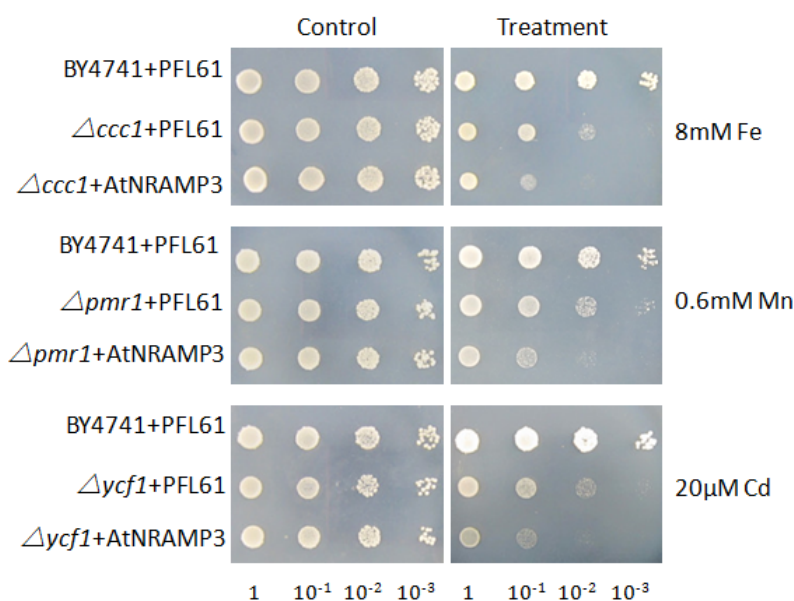 Control Treatment
BY4741+PFL61
△ccc1+PFL61 8mM Fe
△ccc1+AtNRAMP3
BY4741+PFL61
△pmr1+PFL61 0.6mM Mn
△pmr1+AtNRAMP3
BY4741+PFL61
△ycf1+PFL61 20μM Cd
△ycf1+AtNRAMP3
1 10⁻¹ 10⁻² 10⁻³ 1 10⁻¹ 10⁻² 10⁻³